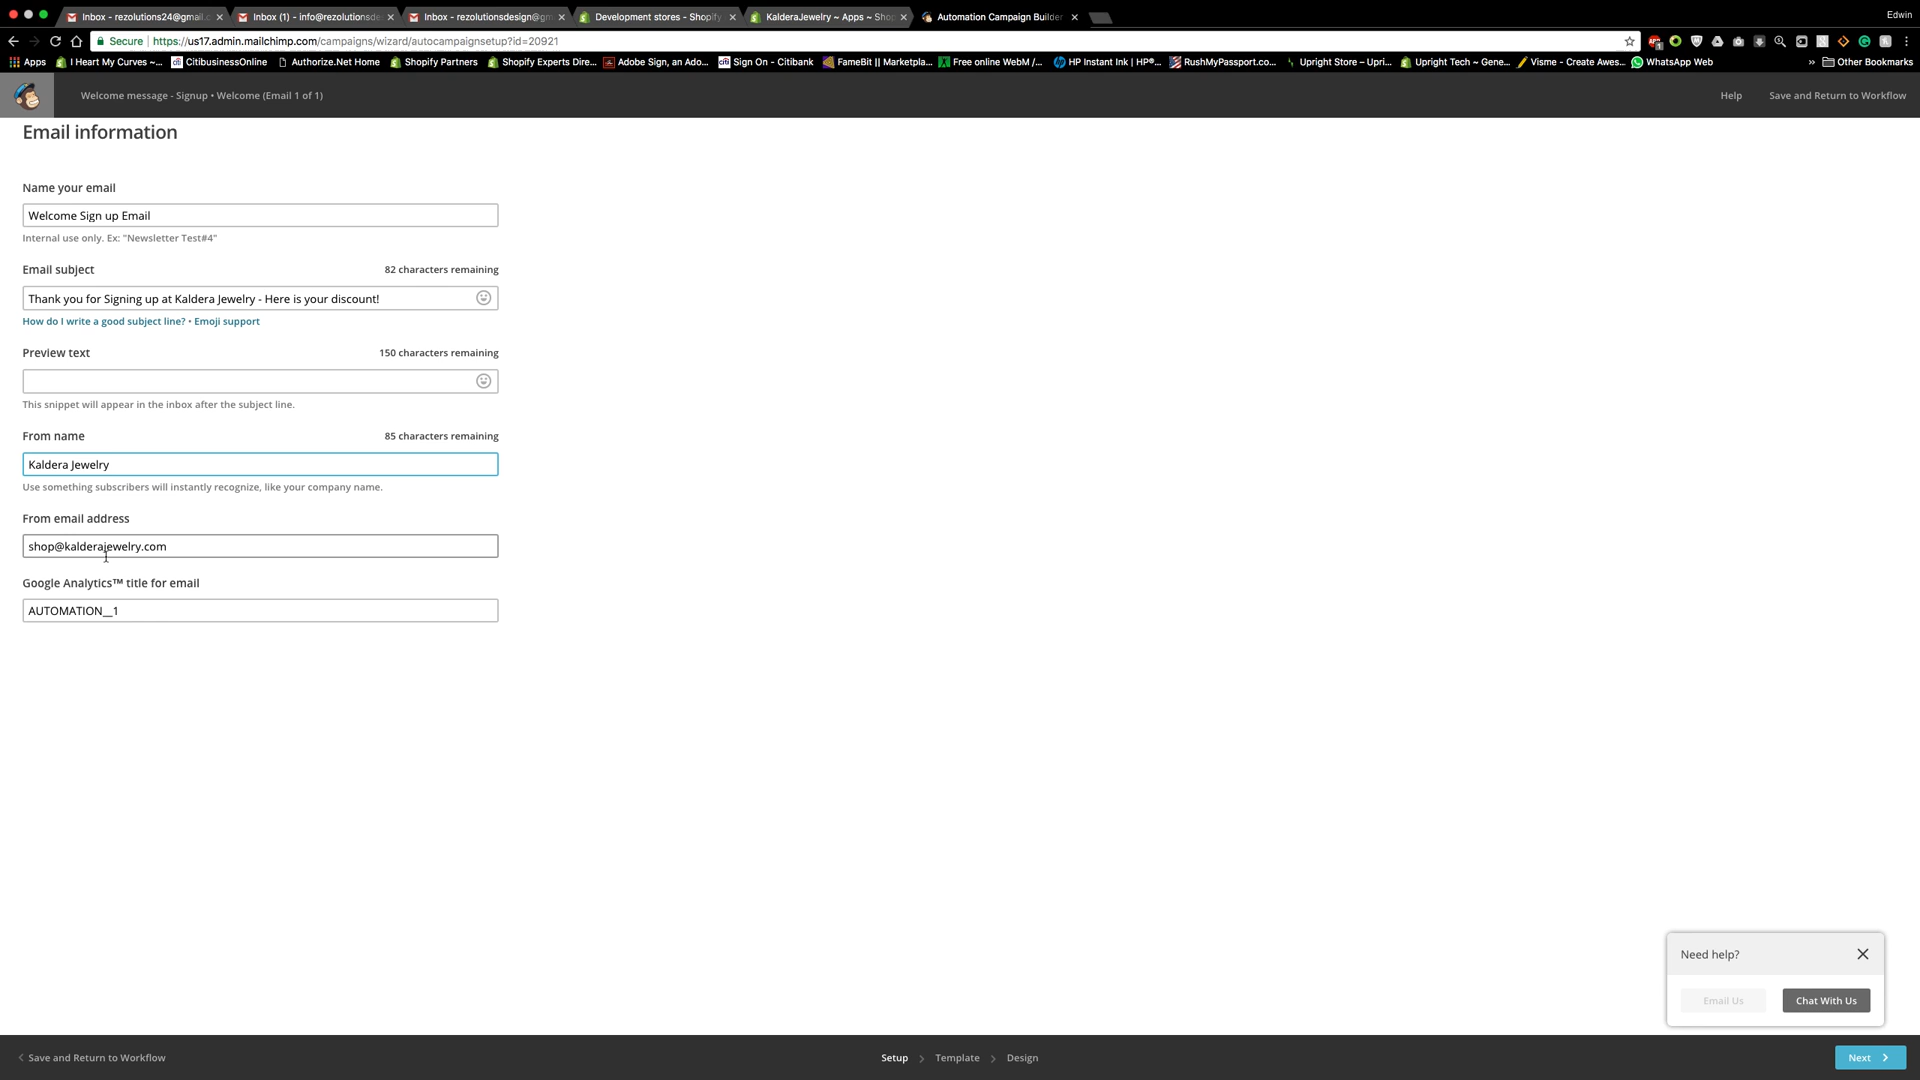 Inbox - rezolutions24@gmail.c
Inbox (1) - info@rezolutionsde
Inbox - rezolutionsdesign@gm
Development stores - Shopify
KalderaJewelry ~ Apps ~ Shop
Automation Campaign Builder
Edwin
Secure
https://us17.admin.mailchimp.com/campaigns/wizard/autocampaignsetup?id=20921
Apps
I Heart My Curves ~...
CitibusinessOnline
Authorize.Net Home
Shopify Partners
Shopify Experts Dire...
Adobe Sign, an Ado...
Sign On - Citibank
FameBit || Marketpla...
Free online WebM /...
HP Instant Ink | HP®...
RushMyPassport.co...
Upright Store – Upri...
Upright Tech ~ Gene...
Visme - Create Awes...
WhatsApp Web
»
Other Bookmarks
Welcome message - Signup • Welcome (Email 1 of 1)
Help
Save and Return to Workflow
Email information
Name your email
Welcome Sign up Email
Internal use only. Ex: "Newsletter Test#4"
Email subject
82 characters remaining
Thank you for Signing up at Kaldera Jewelry - Here is your discount!
How do I write a good subject line? • Emoji support
Preview text
150 characters remaining
This snippet will appear in the inbox after the subject line.
From name
85 characters remaining
Kaldera Jewelry
Use something subscribers will instantly recognize, like your company name.
From email address
shop@kalderajewelry.com
Google Analytics™ title for email
AUTOMATION__1
Need help?
Email Us
Chat With Us
Save and Return to Workflow
Setup
Template
Design
Next